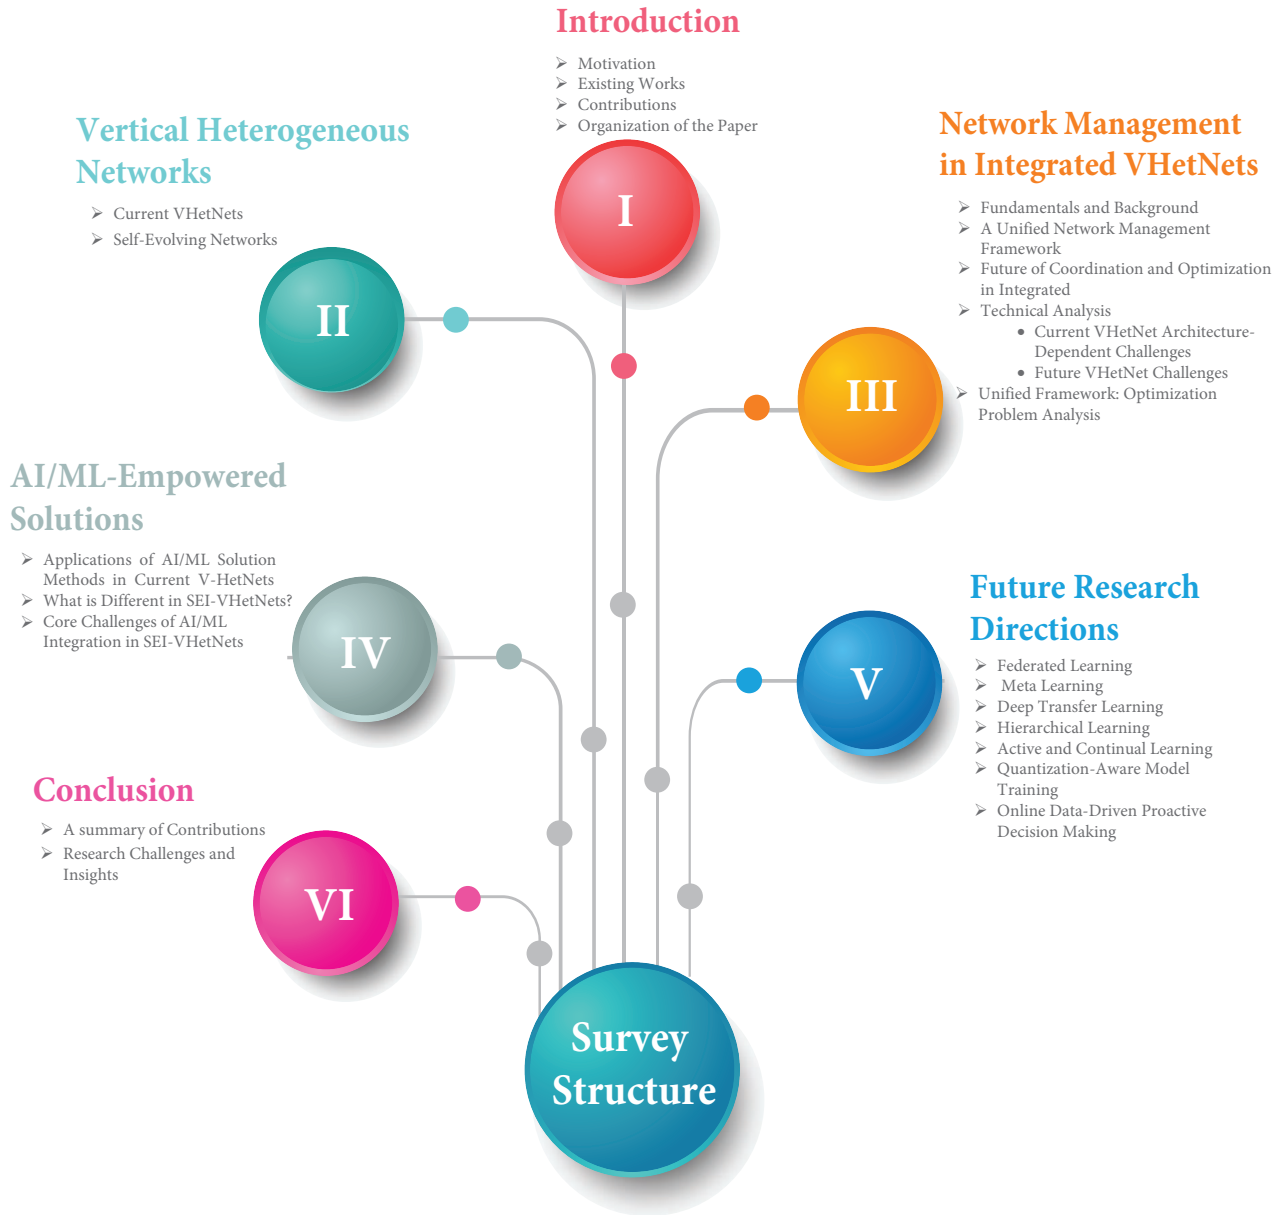 Introduction
➢ Motivation
➢ Existing Works
➢ Contributions
➢ Organization of the Paper
I
Vertical Heterogeneous
Networks
➢ Current VHetNets
➢ Self-Evolving Networks
II
Network Management
in Integrated VHetNets
➢ Fundamentals and Background
➢ A Unified Network Management
Framework
➢ Future of Coordination and Optimization
in Integrated
➢ Technical Analysis
• Current VHetNet Architecture-
Dependent Challenges
• Future VHetNet Challenges
➢ Unified Framework: Optimization
Problem Analysis
III
AI/ML-Empowered
Solutions
➢ Applications of AI/ML Solution
Methods in Current V-HetNets
➢ What is Different in SEI-VHetNets?
➢ Core Challenges of AI/ML
Integration in SEI-VHetNets
IV
Future Research
Directions
➢ Federated Learning
➢ Meta Learning
➢ Deep Transfer Learning
➢ Hierarchical Learning
➢ Active and Continual Learning
➢ Quantization-Aware Model
Training
➢ Online Data-Driven Proactive
Decision Making
V
Conclusion
➢ A summary of Contributions
➢ Research Challenges and
Insights
VI
Survey
Structure